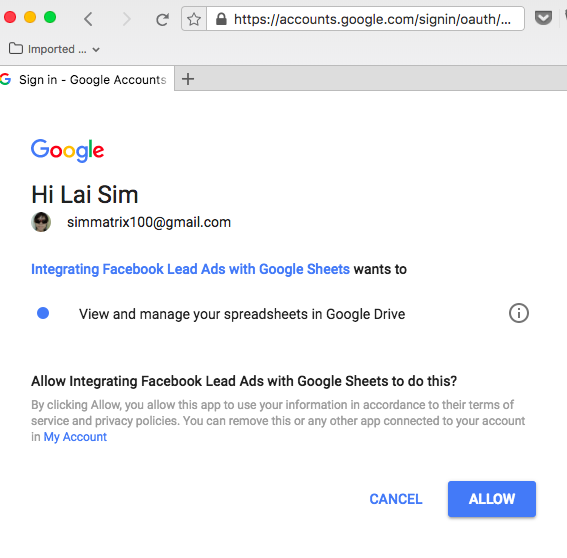 https://accounts.google.com/signin/oauth/...
Imported ...
Sign in - Google Accounts
Google
Hi Lai Sim
simmatrix100@gmail.com
Integrating Facebook Lead Ads with Google Sheets wants to
View and manage your spreadsheets in Google Drive
Allow Integrating Facebook Lead Ads with Google Sheets to do this?
By clicking Allow, you allow this app to use your information in accordance to their terms of
service and privacy policies. You can remove this or any other app connected to your account
in My Account
CANCEL ALLOW